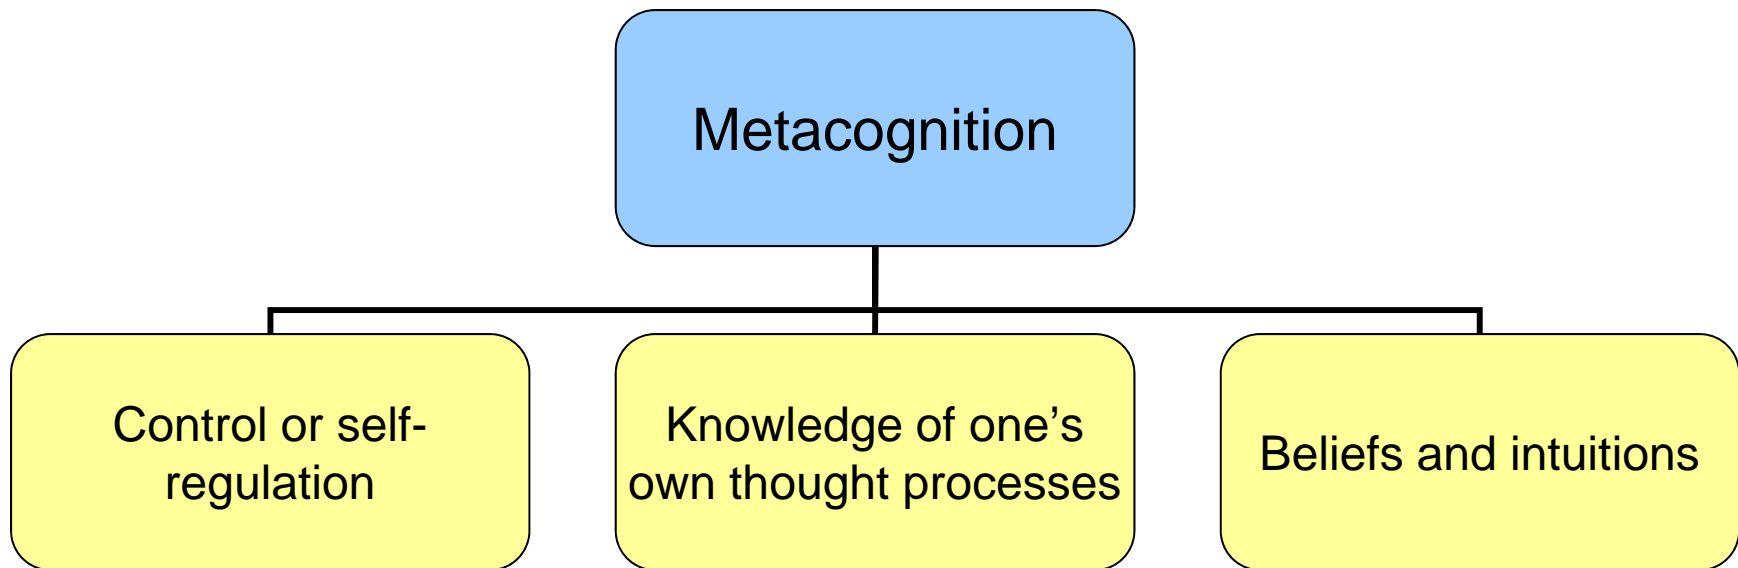 Metacognition
Control or self-
regulation
Knowledge of one’s
own thought processes
Beliefs and intuitions